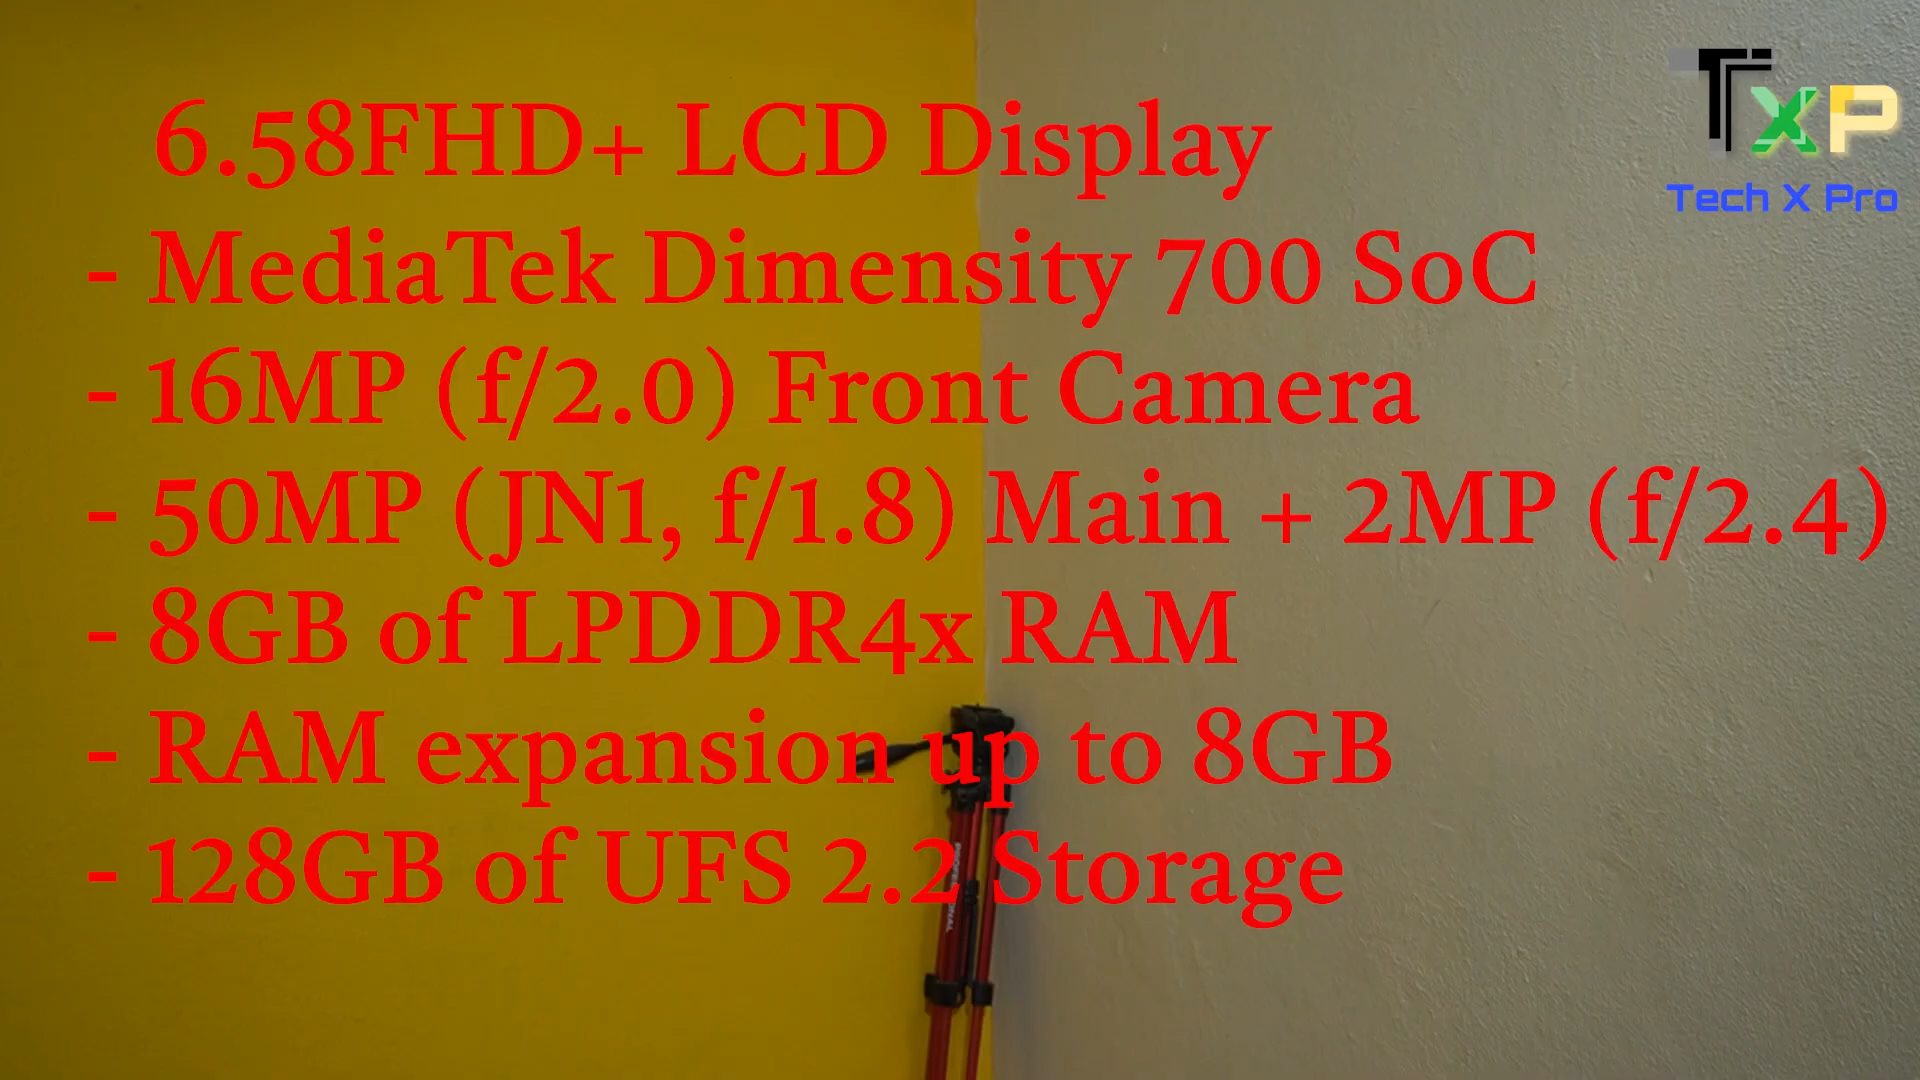 TXP
Tech X Pro
6.58FHD+ LCD Display
- MediaTek Dimensity 700 SoC
- 16MP (f/2.0) Front Camera
- 50MP (JN1, f/1.8) Main + 2MP (f/2.4)
- 8GB of LPDDR4x RAM
- RAM expansion up to 8GB
- 128GB of UFS 2.2 Storage
PROFESSIONAL